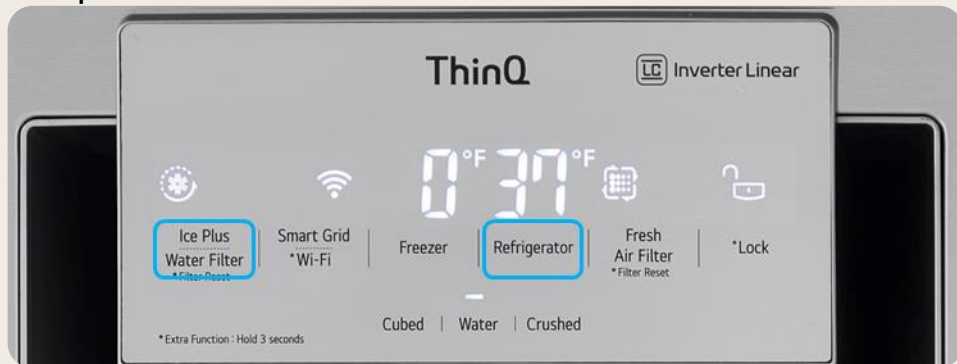 ThinQ
LC Inverter Linear
0°F 37°F
Ice Plus
Water Filter
*Filter Reset
Smart Grid
*Wi-Fi
Freezer
Refrigerator
Fresh
Air Filter
*Filter Reset
*Lock
Cubed | Water | Crushed
*Extra Function : Hold 3 seconds